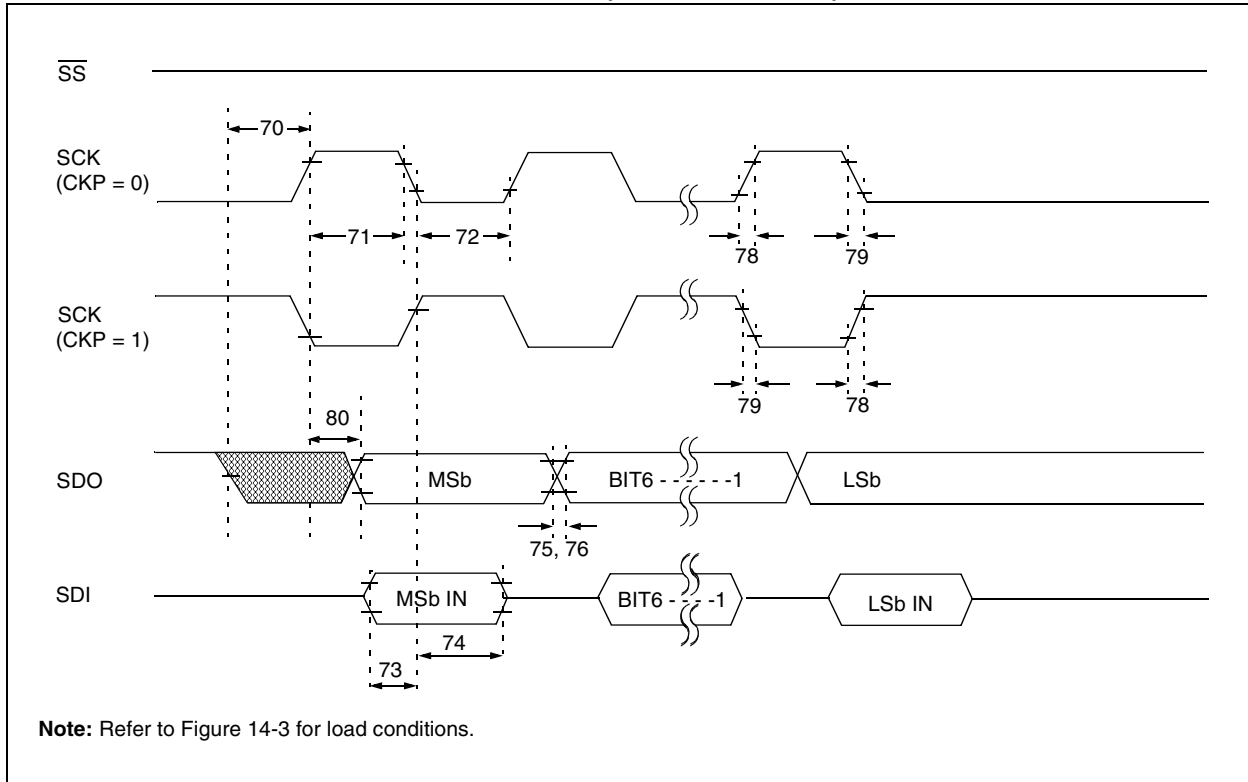 SS
70
SCK
(CKP = 0)
71
72
78
79
SCK
(CKP = 1)
79
78
80
SDO
MSb
BIT6 - - - - - -1
LSb
75, 76
SDI
MSb IN
BIT6 - - - - -1
LSb IN
74
73
Note: Refer to Figure 14-3 for load conditions.